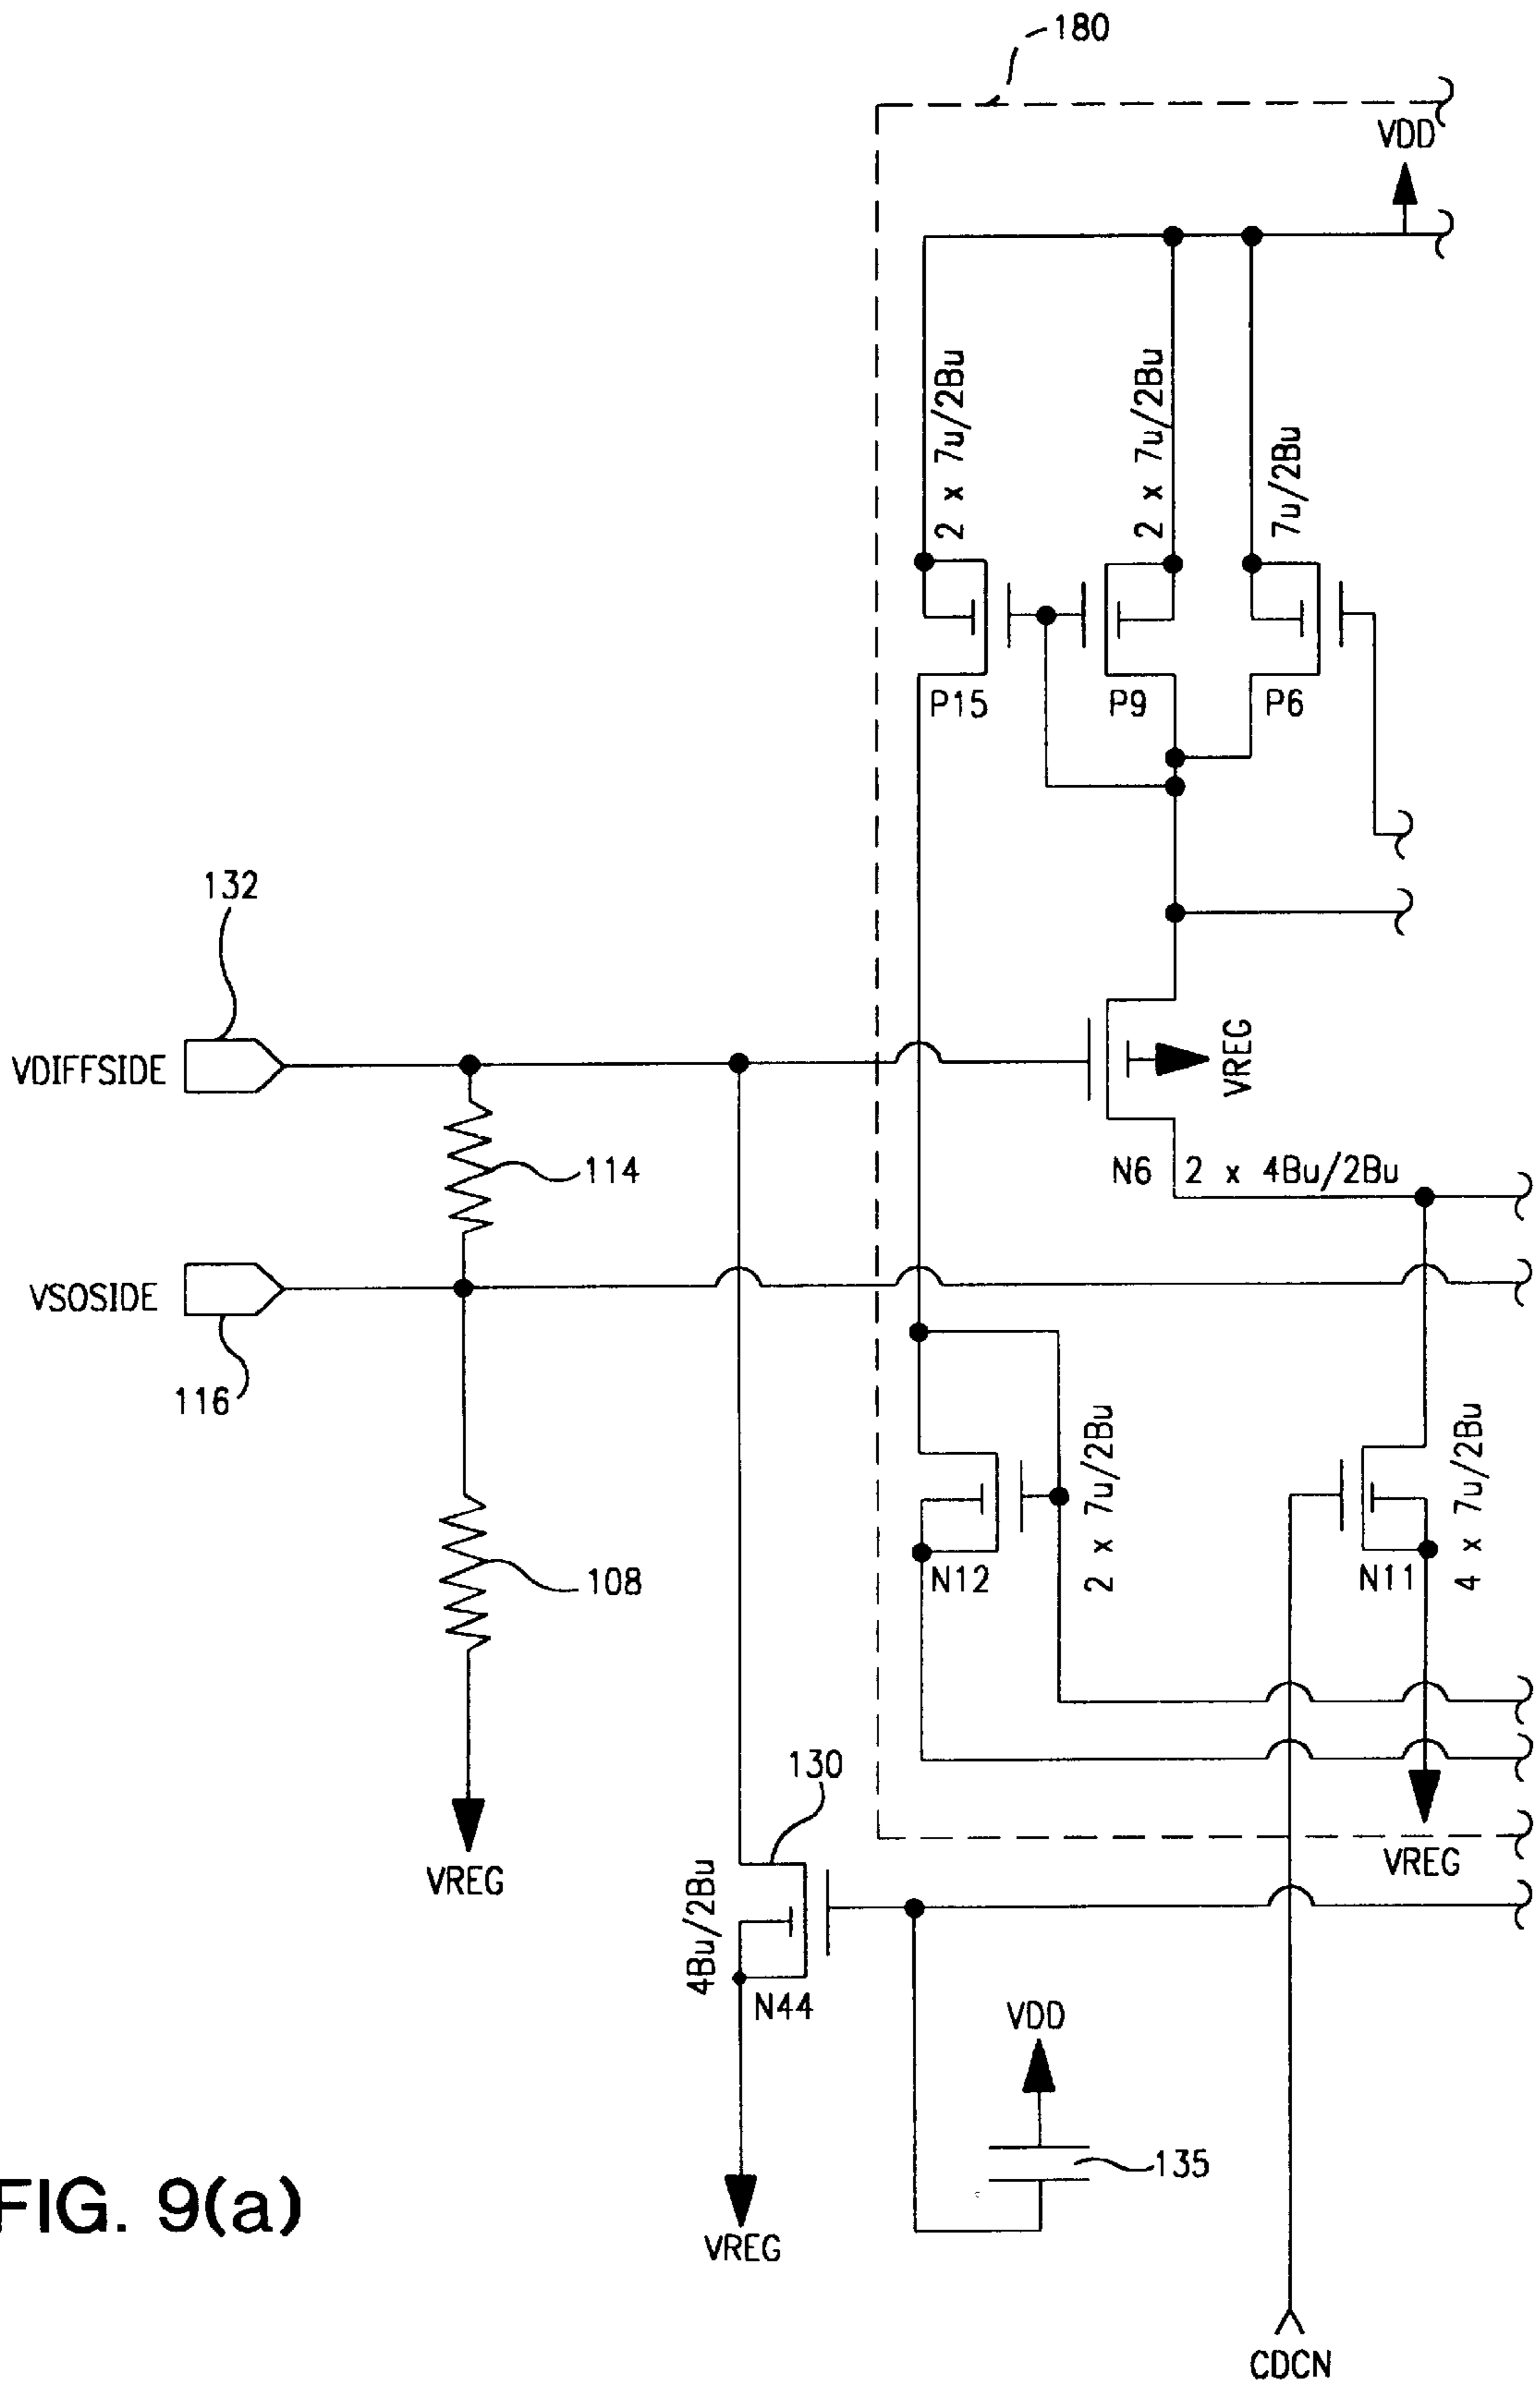 180
VDD
2 x 7u/2Bu
2 x 7u/2Bu
7u/2Bu
P15
P9
P6
132
VDIFFSIDE
VREG
114
N6
2 x 4Bu/2Bu
VSOSIDE
116
2 x 7u/2Bu
4 x 7u/2Bu
108
N12
N11
130
VREG
VREG
4Bu/2Bu
N44
VDD
135
VREG
FIG. 9(a)
CDCN